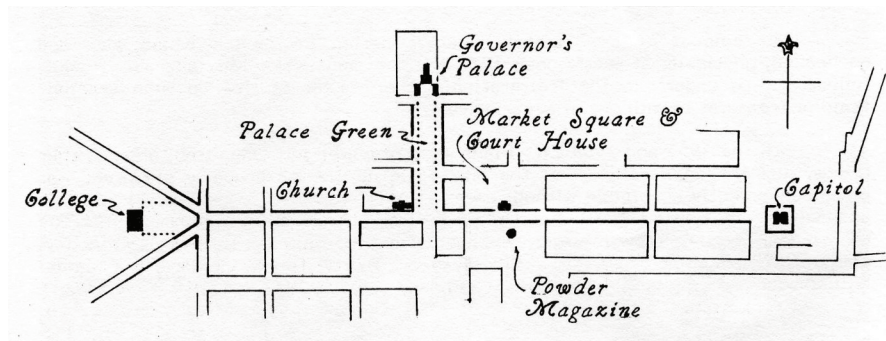 Governor's
Palace
Palace Green
Market Square &
Court House
College
Church
Capitol
Powder
Magazine